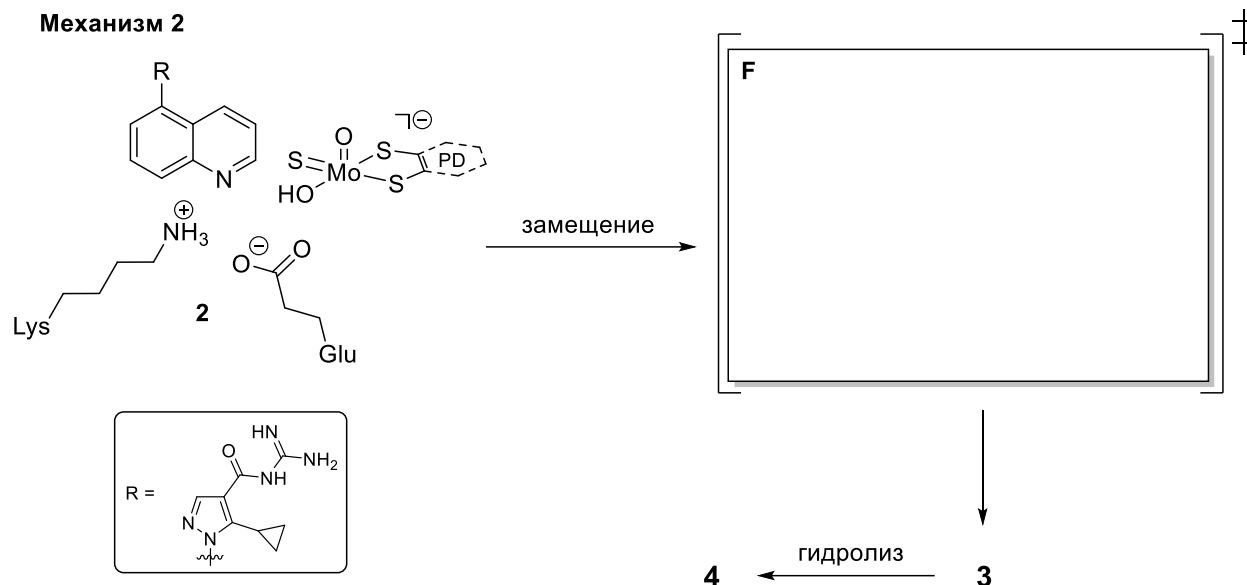 Механизм 2
R
N
S
O
Mo
HO
S
S
PD
⊖
⊕
NH3
Lys
2
⊖
O
O
Glu
замещение
F
‡
R =
O
HN
NH2
NH
N
N
3
гидролиз
4